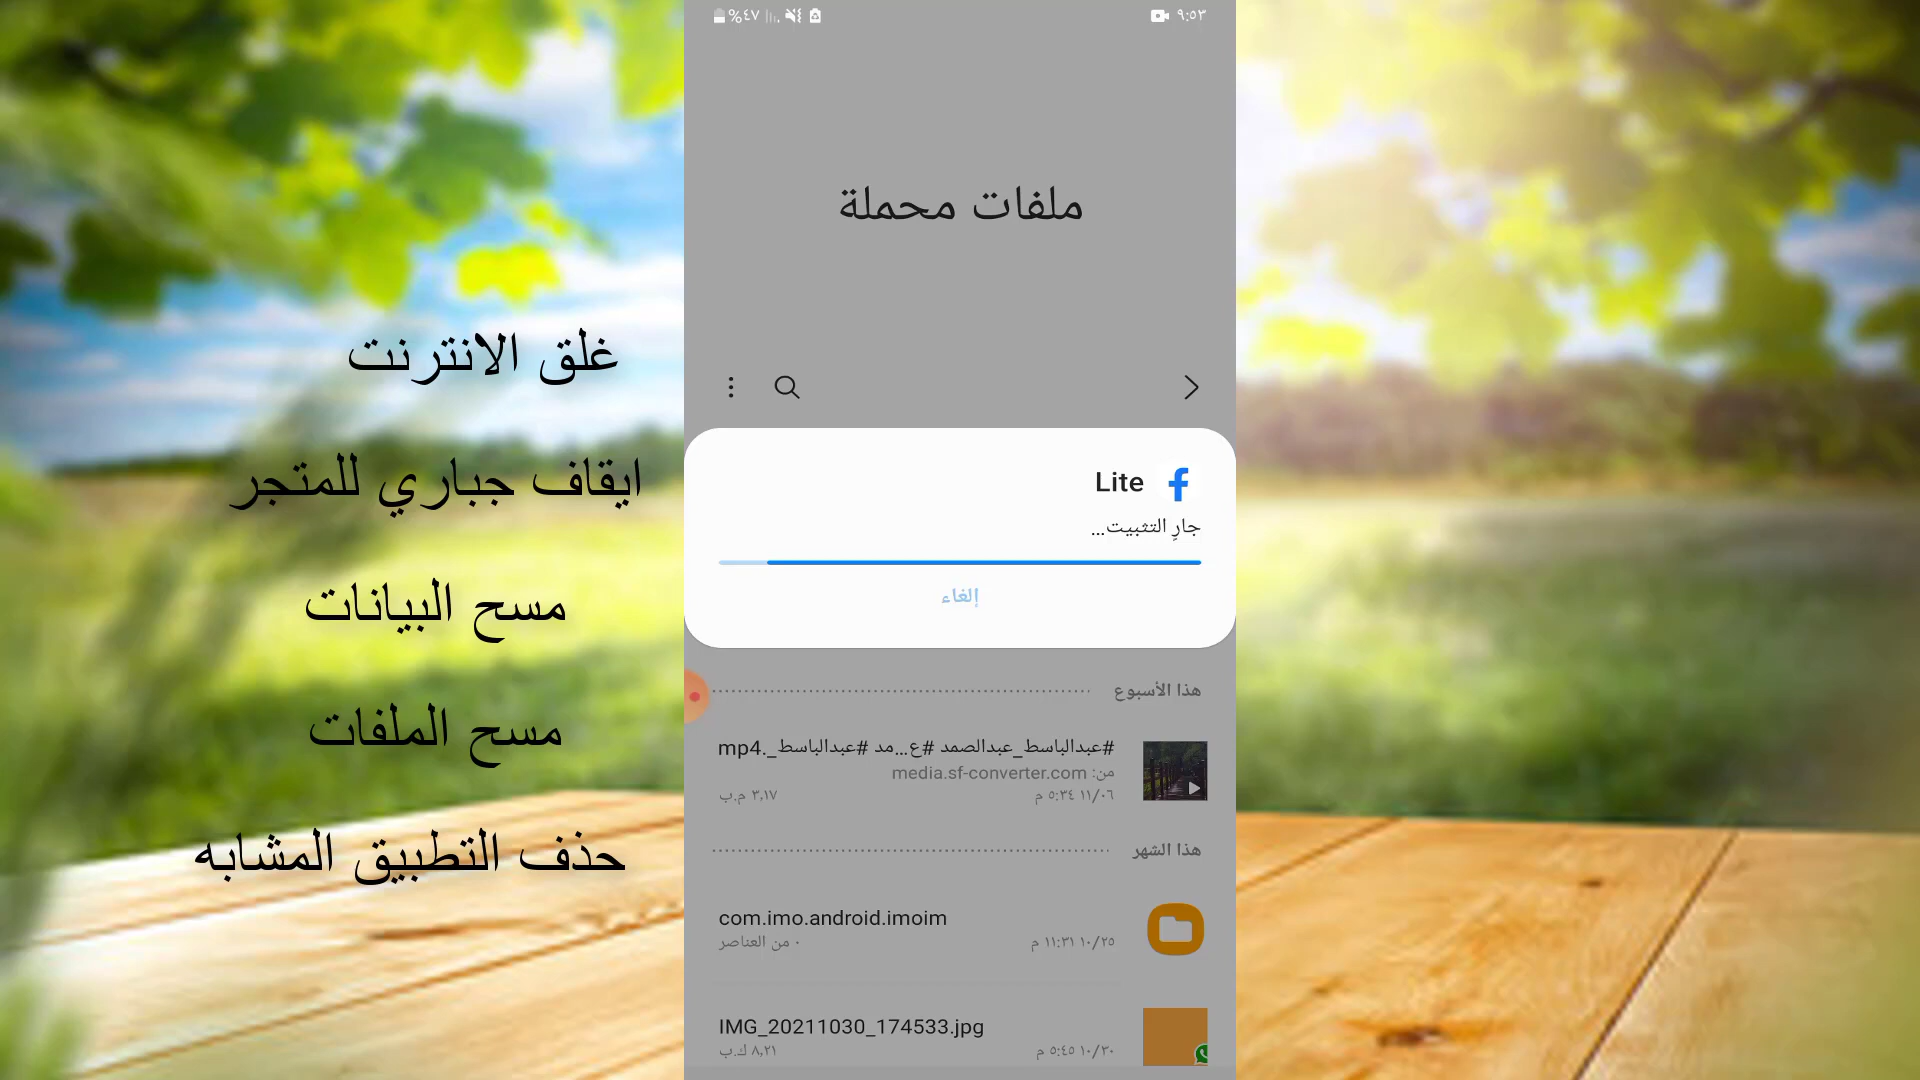 ٩:٥٣
%٤٧
ملفات محملة
Lite
جارٍ التثبيت...
إلغاء
هذا الأسبوع
#عبدالباسط_عبدالصمد #ع...مد #عبدالباسط_.mp4
من: media.sf-converter.com
١١/٠٦ ٥:٣٤ م
٣,١٧ م.ب
هذا الشهر
com.imo.android.imoim
١٠/٢٥ ١١:٣١ م
٠ من العناصر
IMG_20211030_174533.jpg
١٠/٣٠ ٥:٤٥ م
٨,٢١ ك.ب
غلق الانترنت
ايقاف جباري للمتجر
مسح البيانات
مسح الملفات
حذف التطبيق المشابه